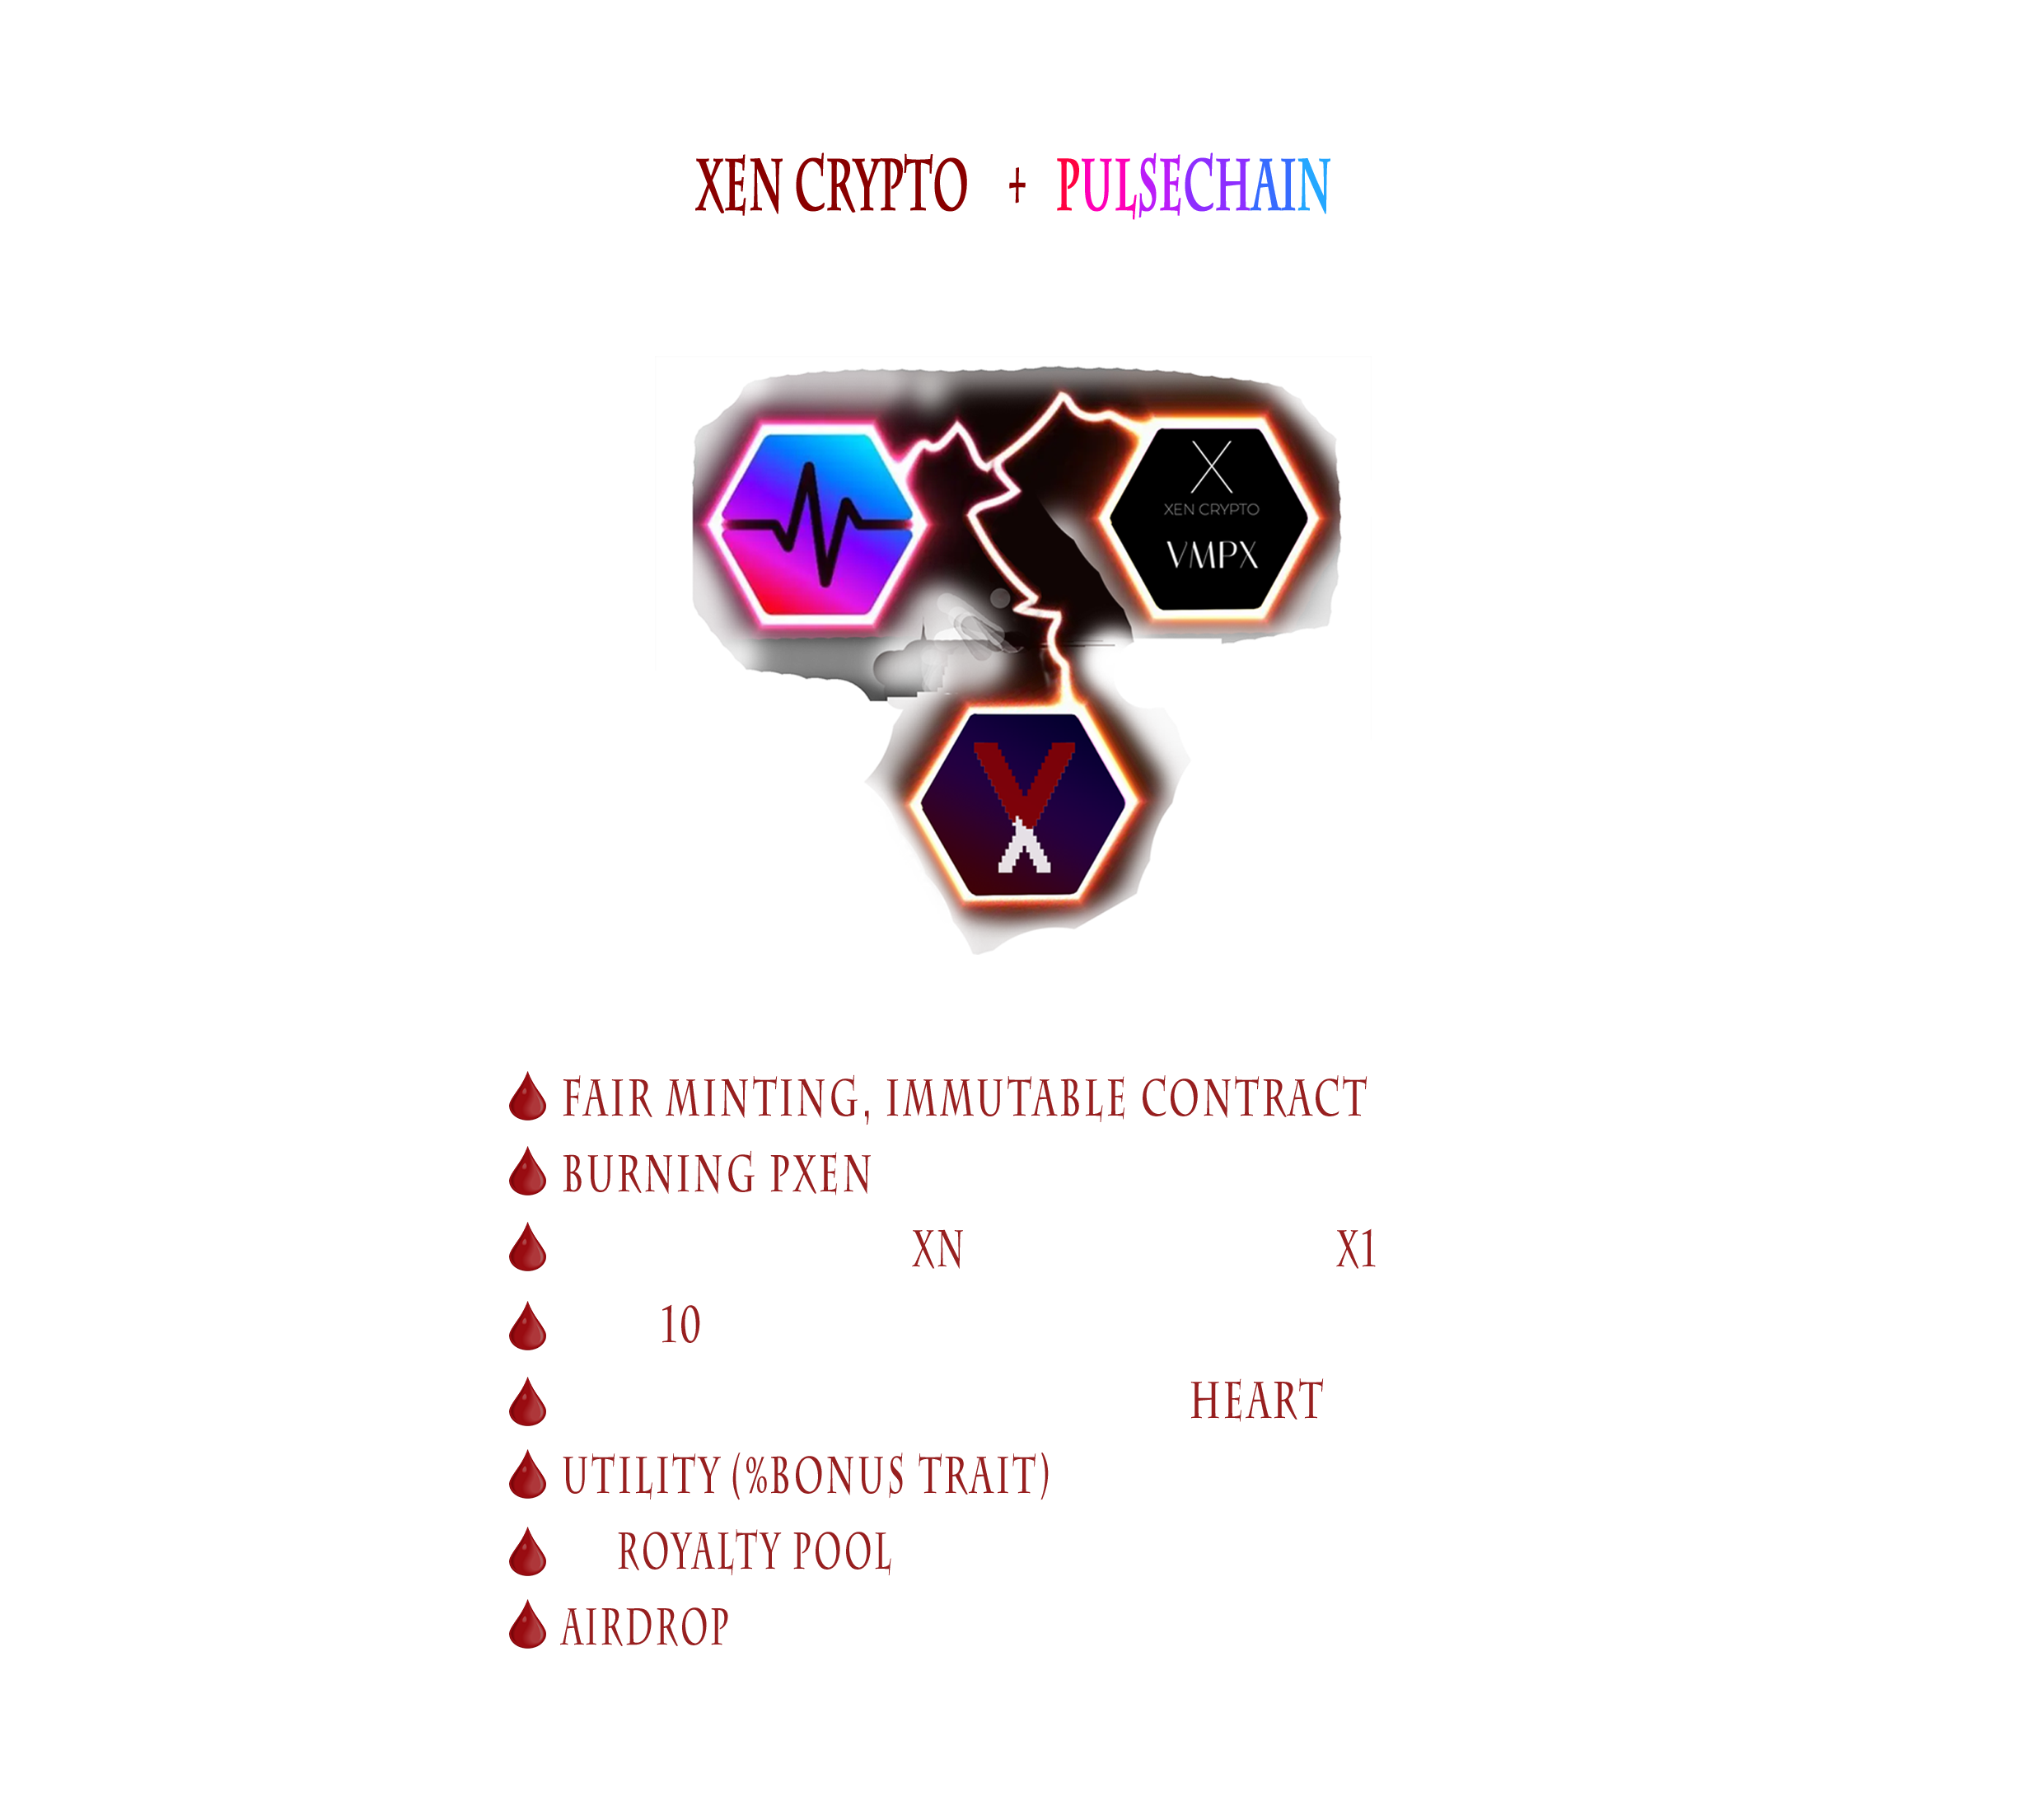 XEN CRYPTO + PULSECHAIN
X
XEN CRYPTO
VMPX
VX
FAIR MINTING, IMMUTABLE CONTRACT
BURNING PXEN
XN X1
10
HEART
UTILITY (%BONUS TRAIT)
ROYALTY POOL
AIRDROP